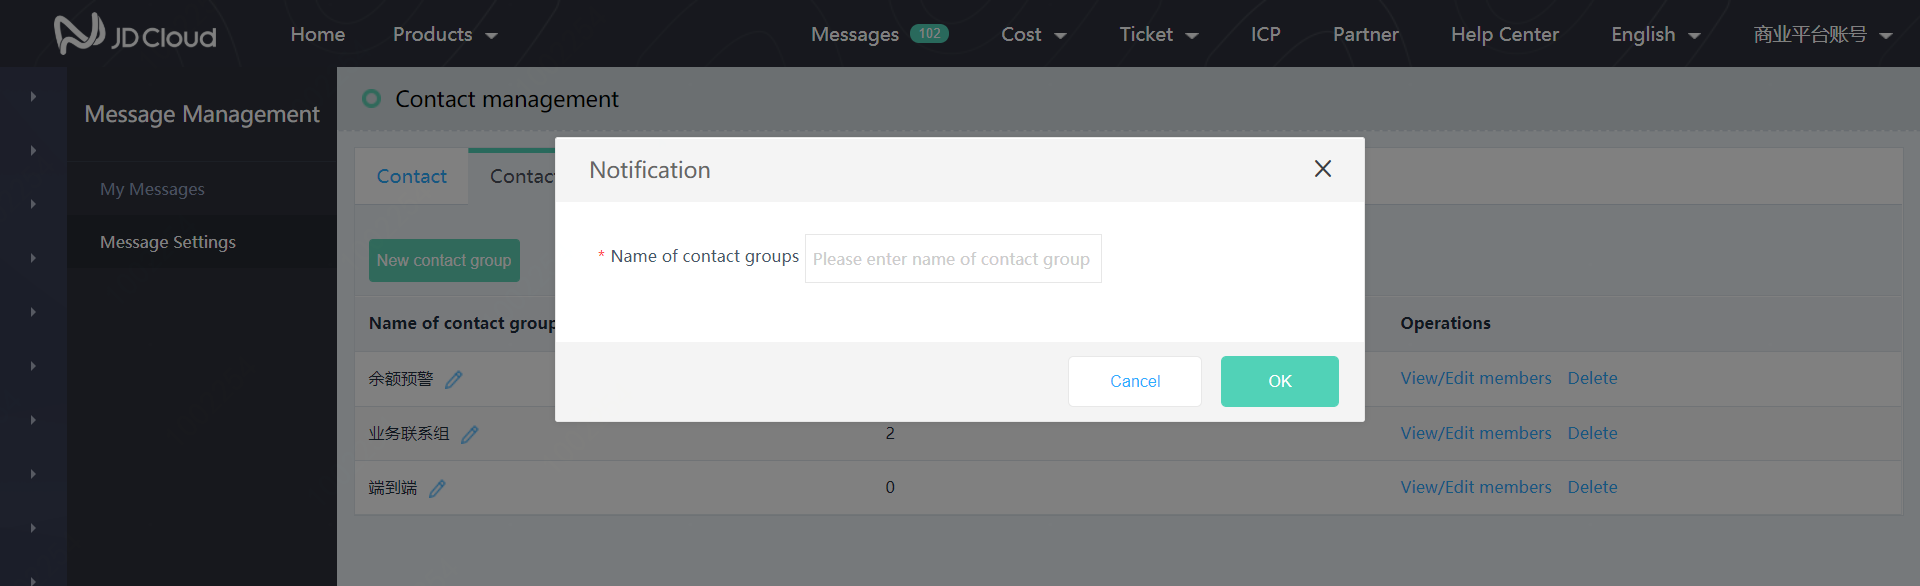 JD Cloud Home Products Messages 102 Cost Ticket ICP Partner Help Center English 商业平台账号
Message Management
My Messages
Message Settings
Contact management
Contact Contac
New contact group
Name of contact group Operations
余额预警 View/Edit members Delete
业务联系组 2 View/Edit members Delete
端到端 0 View/Edit members Delete
Notification
* Name of contact groups Please enter name of contact group
Cancel OK